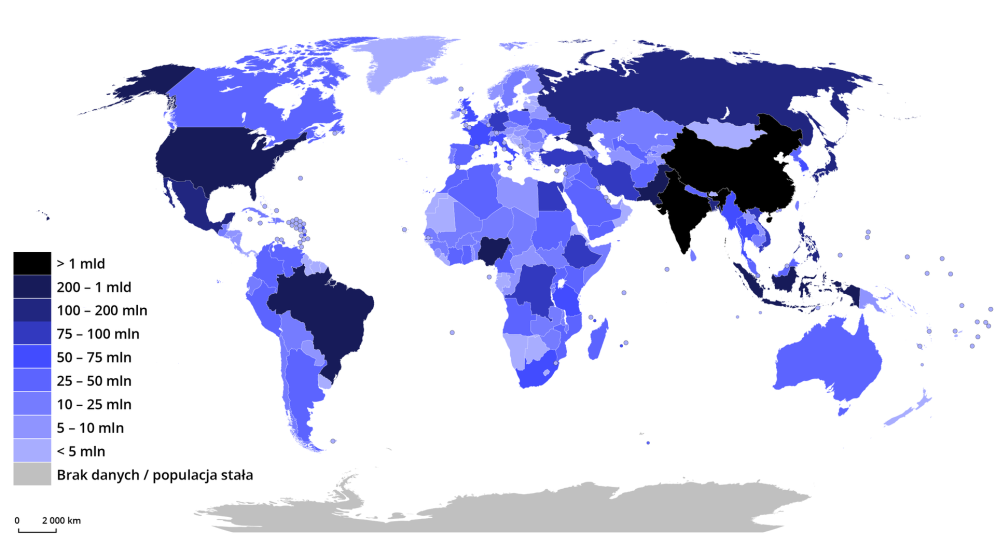 > 1 mld
200 – 1 mld
100 – 200 mln
75 – 100 mln
50 – 75 mln
25 – 50 mln
10 – 25 mln
5 – 10 mln
< 5 mln
Brak danych / populacja stała
0 2 000 km